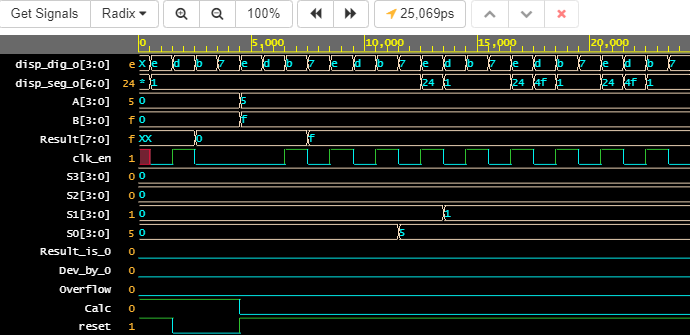 Get Signals Radix 100% 25,069ps
0 5,000 10,000 15,000 20,000
disp_dig_o[3:0] e X e d b 7 e d b 7 e d b 7 e d b 7 e d b 7 e d b 7
disp_seg_o[6:0] 24 * 1 24 1 24 4f 1 24 4f 1
A[3:0] 5 0 5
B[3:0] f 0 f
Result[7:0] f XX 0 f
clk_en 1
S3[3:0] 0 0
S2[3:0] 0 0
S1[3:0] 1 0 1
S0[3:0] 5 0 5
Result_is_0 0
Dev_by_0 0
Overflow 0
Calc 0
reset 1